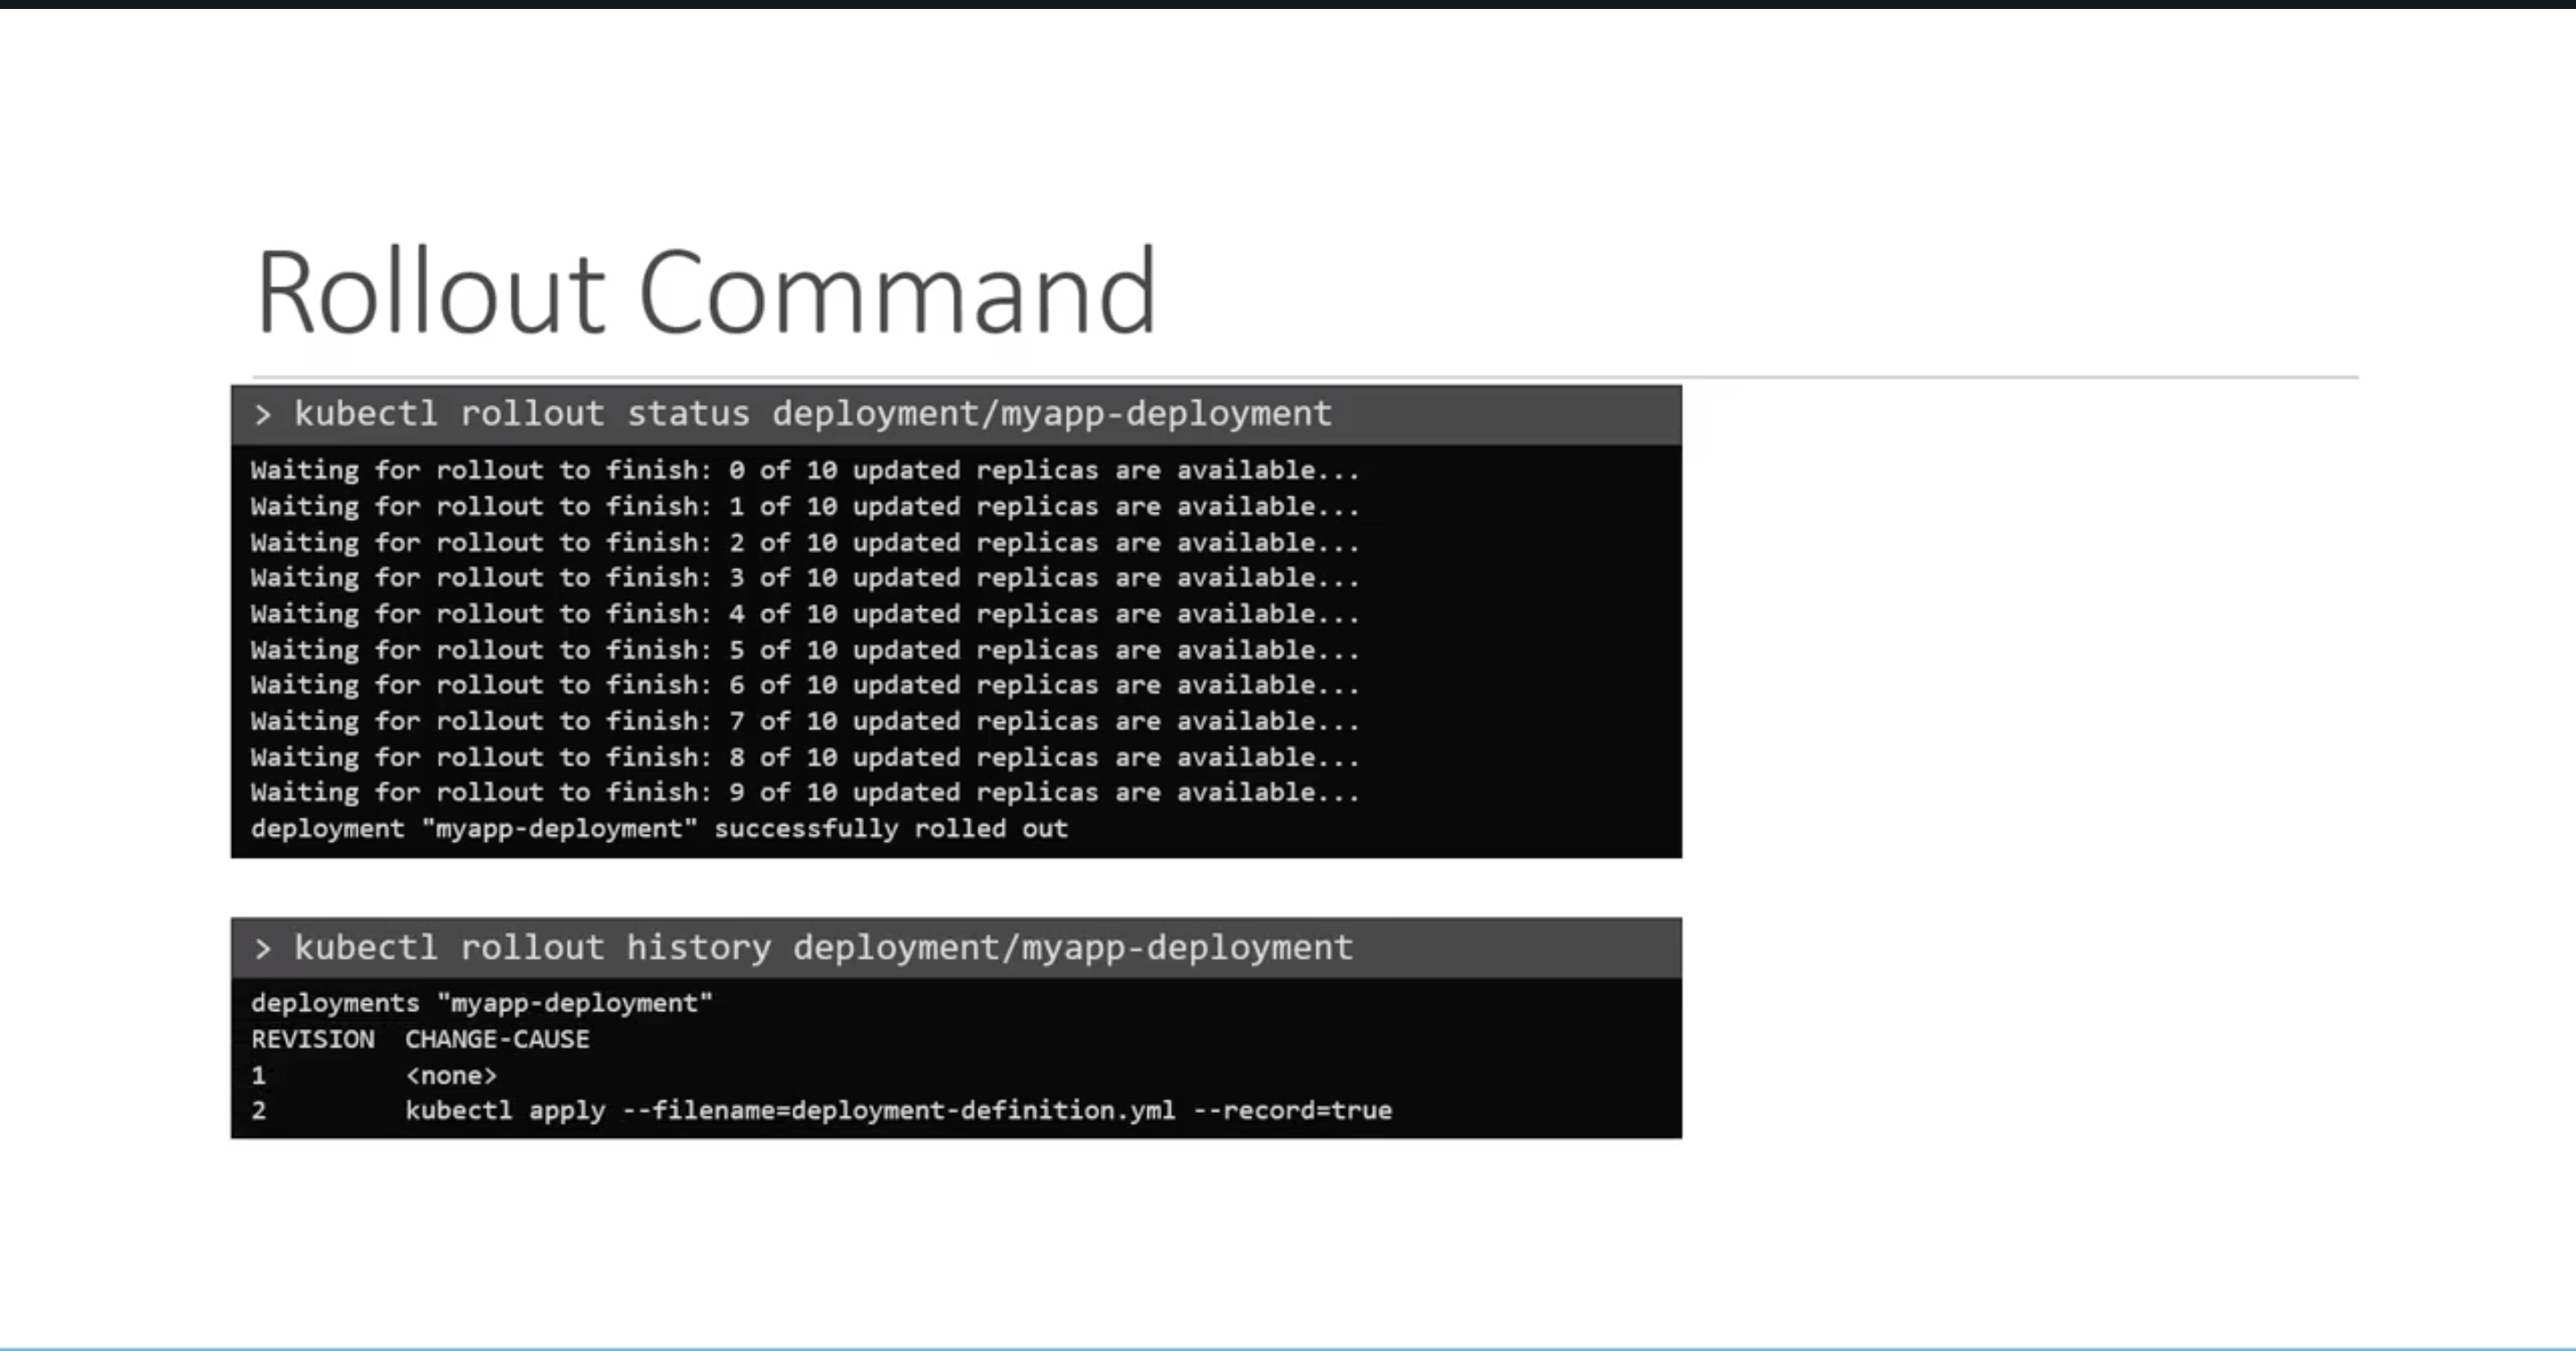 Rollout Command
> kubectl rollout status deployment/myapp-deployment
Waiting for rollout to finish: 0 of 10 updated replicas are available...
Waiting for rollout to finish: 1 of 10 updated replicas are available...
Waiting for rollout to finish: 2 of 10 updated replicas are available...
Waiting for rollout to finish: 3 of 10 updated replicas are available...
Waiting for rollout to finish: 4 of 10 updated replicas are available...
Waiting for rollout to finish: 5 of 10 updated replicas are available...
Waiting for rollout to finish: 6 of 10 updated replicas are available...
Waiting for rollout to finish: 7 of 10 updated replicas are available...
Waiting for rollout to finish: 8 of 10 updated replicas are available...
Waiting for rollout to finish: 9 of 10 updated replicas are available...
deployment "myapp-deployment" successfully rolled out
> kubectl rollout history deployment/myapp-deployment
deployments "myapp-deployment"
REVISION  CHANGE-CAUSE
1         <none>
2         kubectl apply --filename=deployment-definition.yml --record=true